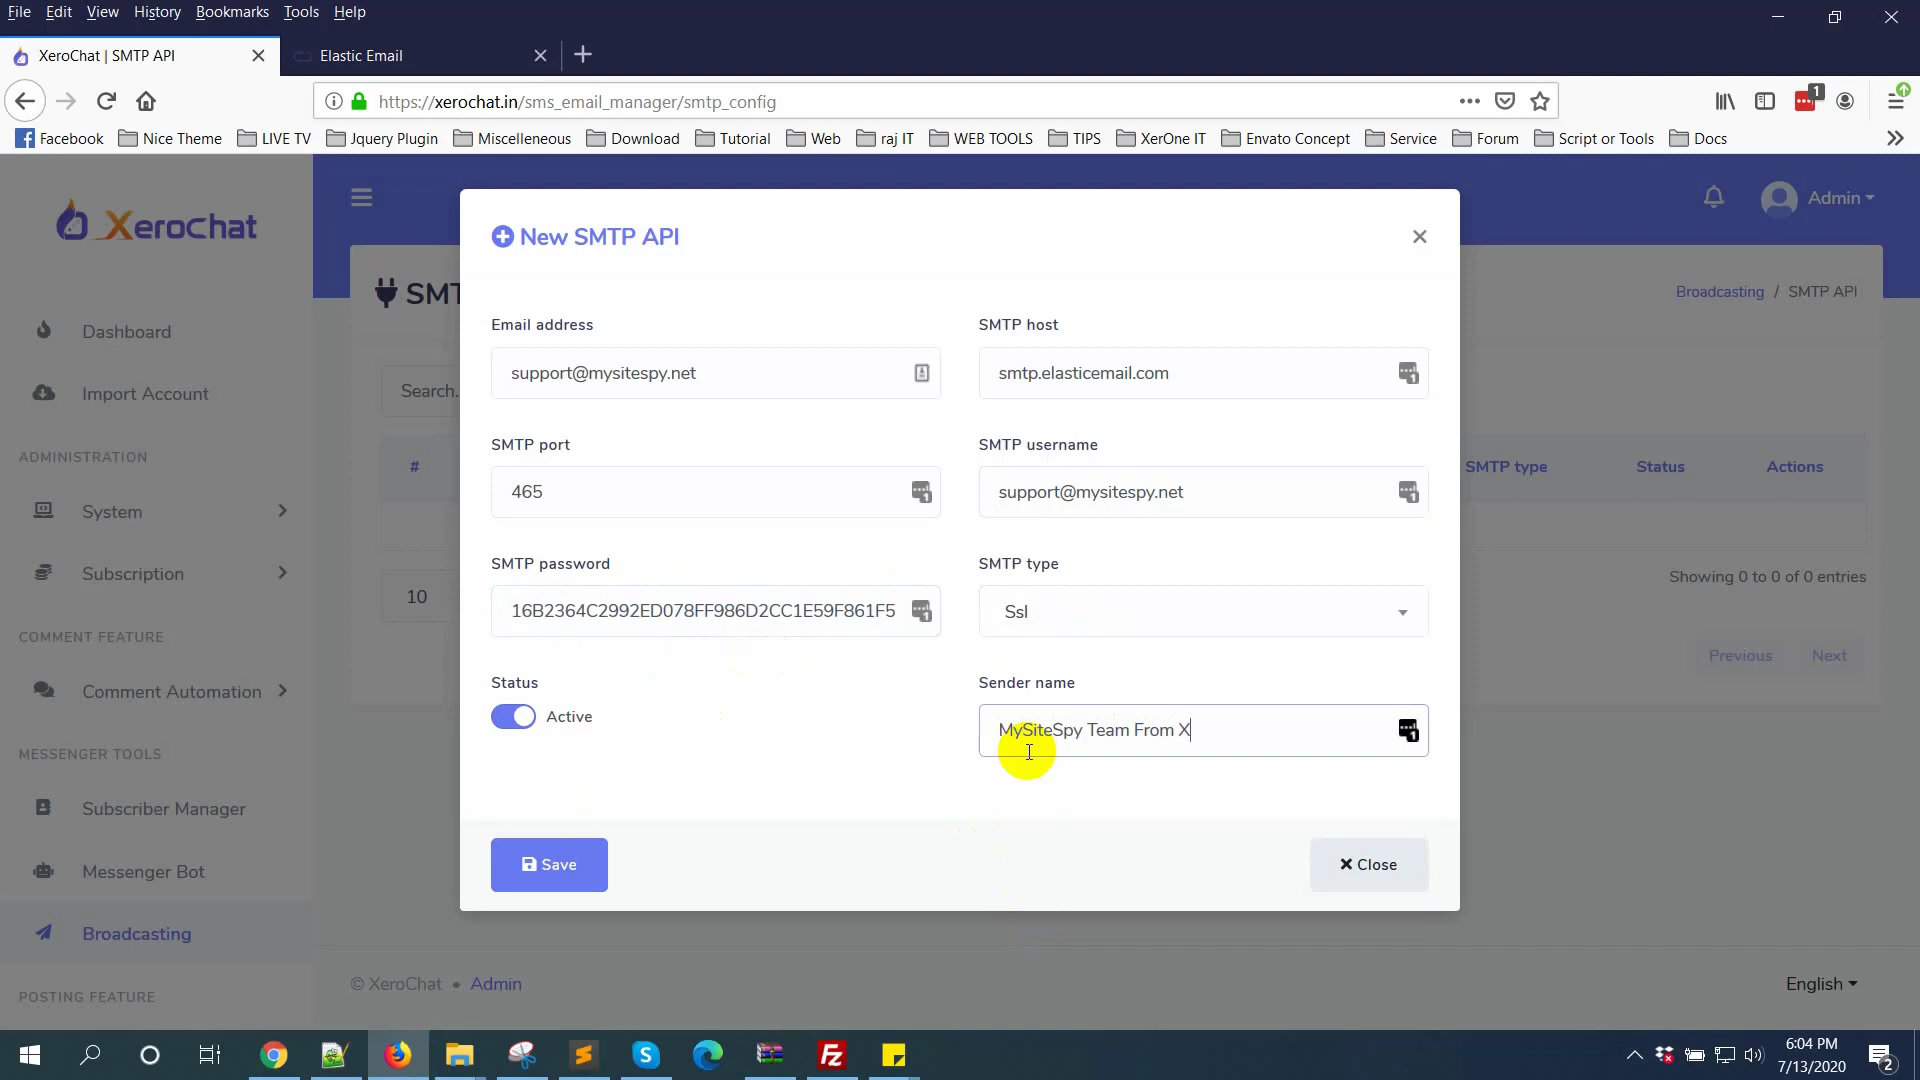 File Edit View History Bookmarks Tools Help
XeroChat | SMTP API
Elastic Email
https://xerochat.in/sms_email_manager/smtp_config
1
Facebook Nice Theme LIVE TV Jquery Plugin Miscelleneous Download Tutorial Web raj IT WEB TOOLS TIPS XerOne IT Envato Concept Service Forum Script or Tools Docs
XeroChat
Admin
New SMTP API
SMT
Broadcasting / SMTP API
Email address
SMTP host
Dashboard
support@mysitespy.net
smtp.elasticemail.com
Import Account
Search.
SMTP port
SMTP username
ADMINISTRATION
#
SMTP type Status Actions
465
support@mysitespy.net
System
SMTP password
SMTP type
Subscription
Showing 0 to 0 of 0 entries
10
16B2364C2992ED078FF986D2CC1E59F861F5
Ssl
COMMENT FEATURE
Previous Next
Status
Sender name
Comment Automation
Active
MySiteSpy Team From X
MESSENGER TOOLS
Subscriber Manager
Save
Close
Messenger Bot
Broadcasting
© XeroChat • Admin
English
POSTING FEATURE
6:04 PM
7/13/2020
2